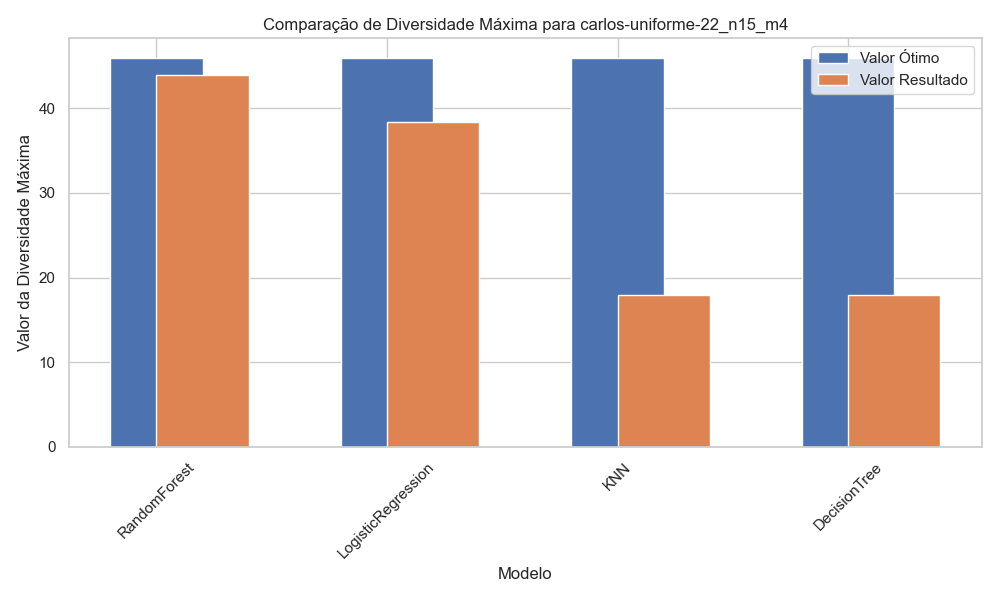 Comparação de Diversidade Máxima para carlos-uniforme-22_n15_m4
Valor Ótimo
Valor Resultado
Valor da Diversidade Máxima
40
30
20
10
0
RandomForest
LogisticRegression
KNN
DecisionTree
Modelo